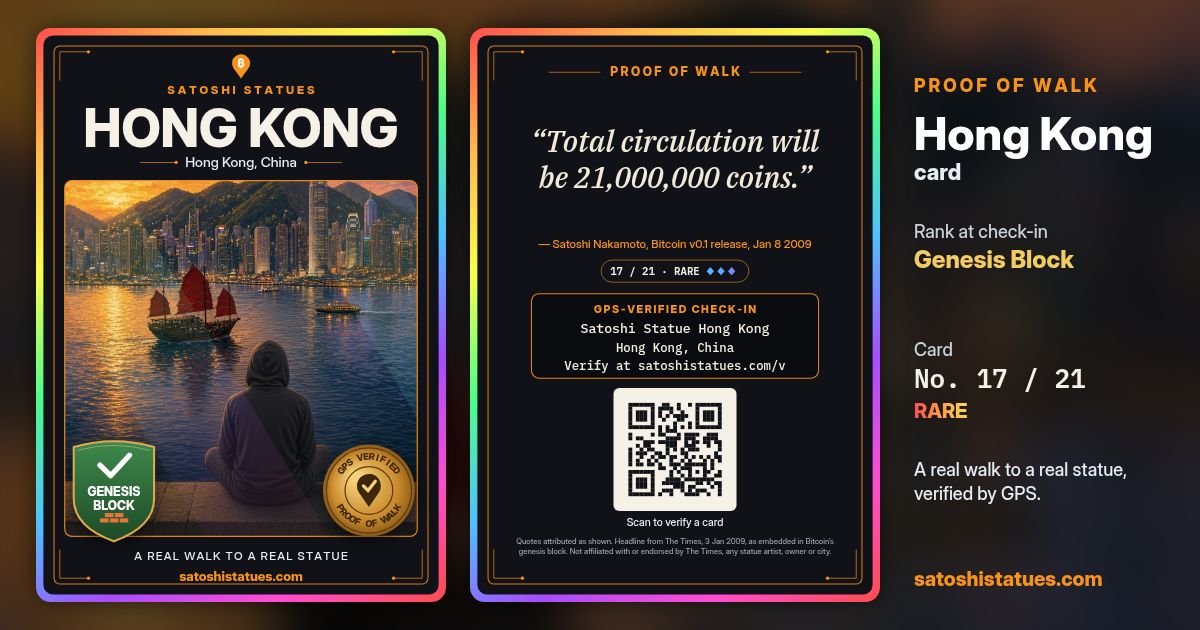 SATOSHI STATUES
HONG KONG
Hong Kong, China
GENESIS
BLOCK
GPS VERIFIED
PROOF OF WALK
A REAL WALK TO A REAL STATUE
satoshistatues.com
PROOF OF WALK
“Total circulation will
be 21,000,000 coins.”
— Satoshi Nakamoto, Bitcoin v0.1 release, Jan 8 2009
17 / 21 · RARE
GPS-VERIFIED CHECK-IN
Satoshi Statue Hong Kong
Hong Kong, China
Verify at satoshistatues.com/v
Scan to verify a card
Quotes attributed as shown. Headline from The Times, 3 Jan 2009, as embedded in Bitcoin's
genesis block. Not affiliated with or endorsed by The Times, any statue artist, owner or city.
PROOF OF WALK
Hong Kong
card
Rank at check-in
Genesis Block
Card
No. 17 / 21
RARE
A real walk to a real statue,
verified by GPS.
satoshistatues.com